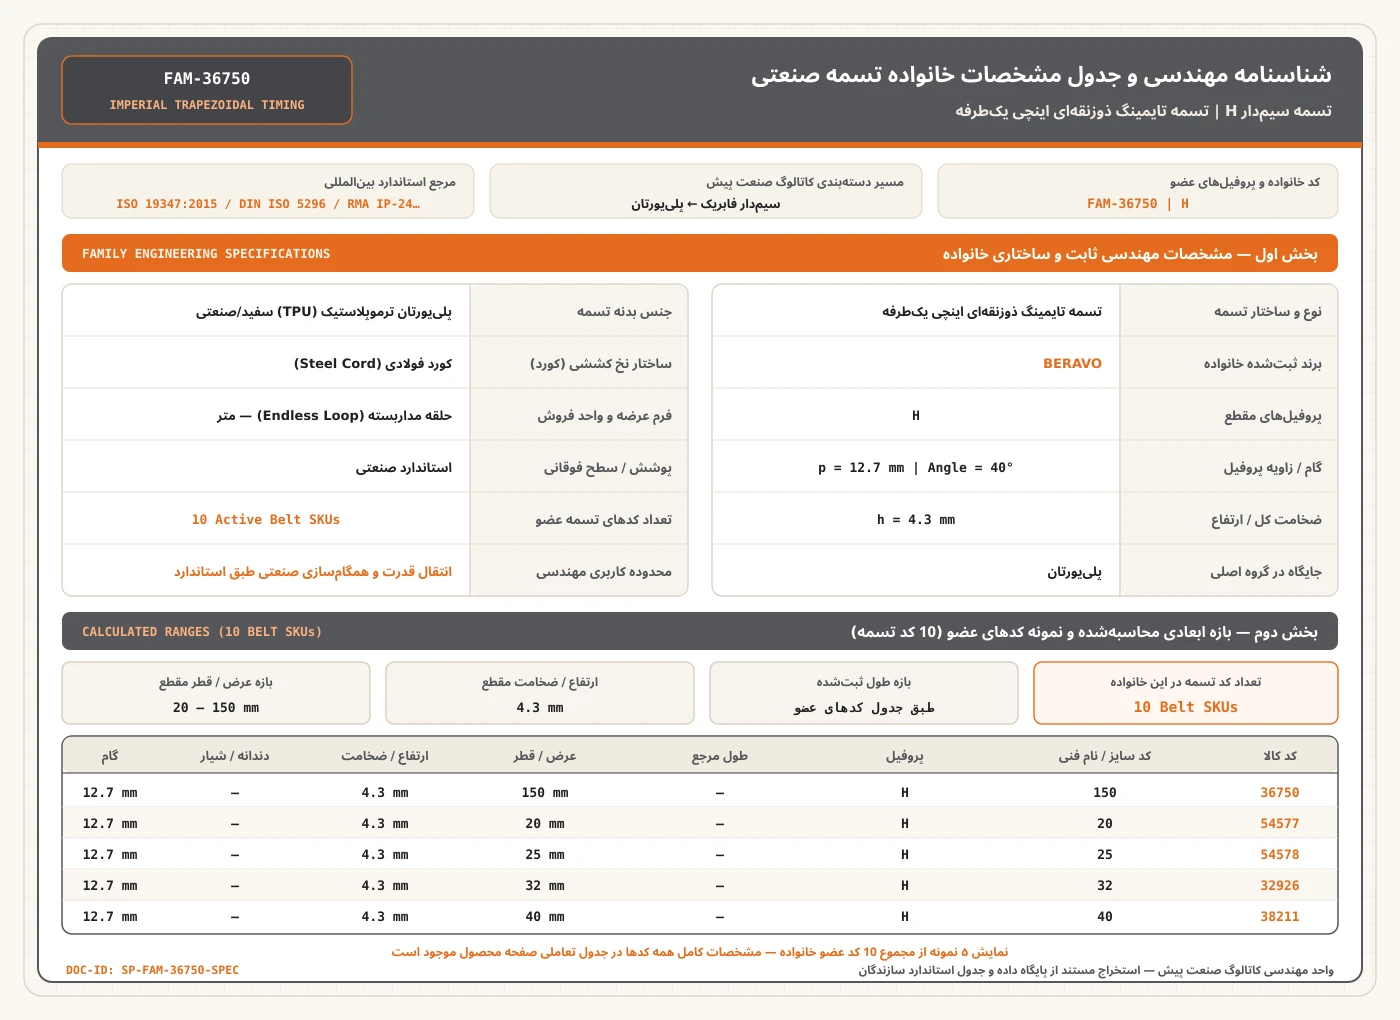 شناسنامه مهندسی و جدول مشخصات خانواده تسمه صنعتی
تسمه سیم‌دار H | تسمه تایمینگ ذوزنقه‌ای اینچی یک‌طرفه
FAM-36750
IMPERIAL TRAPEZOIDAL TIMING
کد خانواده و پروفیل‌های عضو
FAM-36750 | H
مسیر دسته‌بندی کاتالوگ صنعت پیش
سیم‌دار فابریک ← پلی‌یورتان
مرجع استاندارد بین‌المللی
ISO 19347:2015 / DIN ISO 5296 / RMA IP-24…
بخش اول — مشخصات مهندسی ثابت و ساختاری خانواده
FAMILY ENGINEERING SPECIFICATIONS
نوع و ساختار تسمه
تسمه تایمینگ ذوزنقه‌ای اینچی یک‌طرفه
برند ثبت‌شده خانواده
BERAVO
پروفیل‌های مقطع
H
گام / زاویه پروفیل
p = 12.7 mm | Angle = 40°
ضخامت کل / ارتفاع
h = 4.3 mm
جایگاه در گروه اصلی
پلی‌یورتان
جنس بدنه تسمه
پلی‌یورتان ترموپلاستیک (TPU) سفید/صنعتی
ساختار نخ کششی (کورد)
کورد فولادی (Steel Cord)
فرم عرضه و واحد فروش
حلقه مداربسته (Endless Loop) — متر
پوشش / سطح فوقانی
استاندارد صنعتی
تعداد کدهای تسمه عضو
10 Active Belt SKUs
محدوده کاربری مهندسی
انتقال قدرت و همگام‌سازی صنعتی طبق استاندارد
بخش دوم — بازه ابعادی محاسبه‌شده و نمونه کدهای عضو (10 کد تسمه)
CALCULATED RANGES (10 BELT SKUs)
تعداد کد تسمه در این خانواده
10 Belt SKUs
بازه طول ثبت‌شده
طبق جدول کدهای عضو
ارتفاع / ضخامت مقطع
4.3 mm
بازه عرض / قطر مقطع
20 – 150 mm
کد کالا کد سایز / نام فنی پروفیل طول مرجع عرض / قطر ارتفاع / ضخامت دندانه / شیار گام
36750 150 H – 150 mm 4.3 mm – 12.7 mm
54577 20 H – 20 mm 4.3 mm – 12.7 mm
54578 25 H – 25 mm 4.3 mm – 12.7 mm
32926 32 H – 32 mm 4.3 mm – 12.7 mm
38211 40 H – 40 mm 4.3 mm – 12.7 mm
نمایش ۵ نمونه از مجموع 10 کد عضو خانواده — مشخصات کامل همه کدها در جدول تعاملی صفحه محصول موجود است
واحد مهندسی کاتالوگ صنعت پیش — استخراج مستند از پایگاه داده و جدول استاندارد سازندگان
DOC-ID: SP-FAM-36750-SPEC